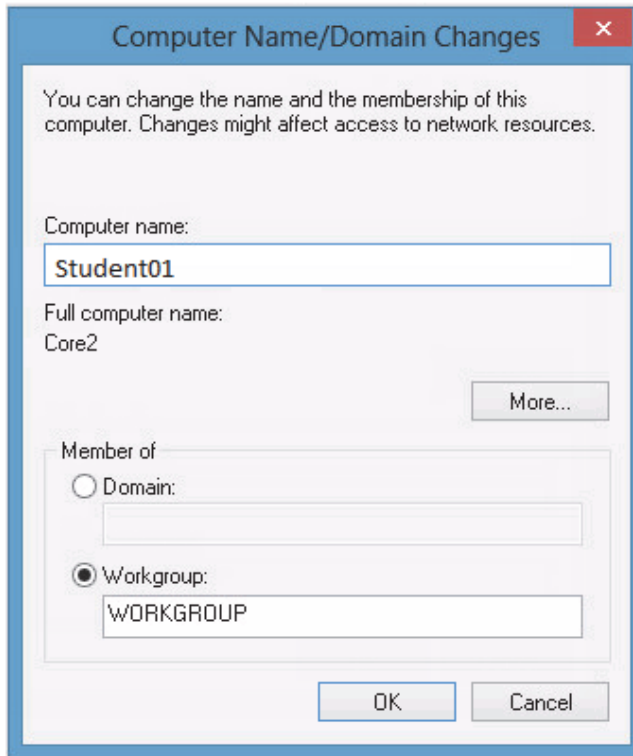 Computer Name/Domain Changes
You can change the name and the membership of this
computer. Changes might affect access to network resources.
Computer name:
Student01
Full computer name:
Core2
More...
Member of
Domain:
Workgroup:
WORKGROUP
OK Cancel